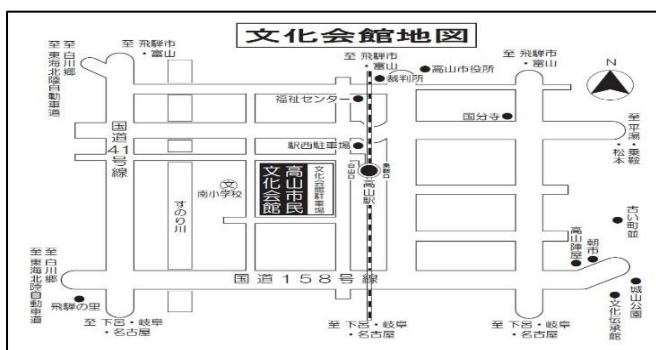 文化会館地図
至 白川郷
至 東海北陸自動車道
至 飛騨市
・富山
至 飛騨市
・富山
至 飛騨市
・富山
N
高山市役所
裁判所
福祉センター
国分寺
至 平湯・乗鞍
・松本
国道
41
号線
駅西駐車場
文
南小学校
高山市民
文化会館
文化会館駐車場
高山駅
すのり川
古い町並
朝市
高山陣屋
国道158号線
至 白川郷
至 東海北陸自動車道
飛騨の里
城山公園
文化伝承館
至 下呂・岐阜
・名古屋
至 下呂・岐阜
・名古屋
至 下呂・岐阜
・名古屋